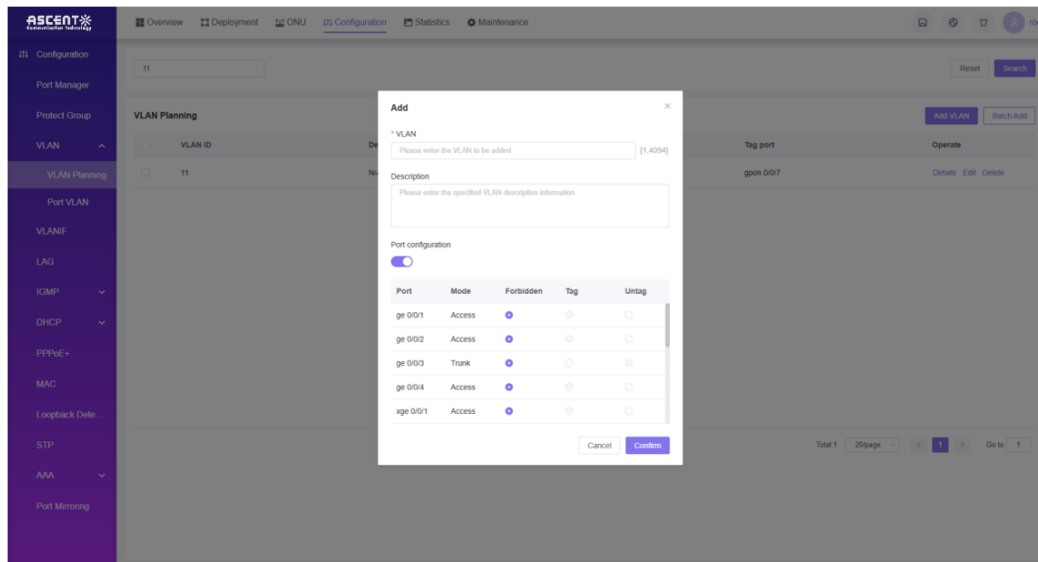 ASCENT
Communication Technology
Overview Deployment ONU Configuration Statistics Maintenance
Configuration
Port Manager
Protect Group
VLAN
VLAN Planning
Port VLAN
VLANIF
LAG
IGMP
DHCP
PPPoE+
MAC
Loopback Dete...
STP
AAA
Port Mirroring
11
Reset Search
VLAN Planning
Add VLAN Batch Add
VLAN ID De Tag port Operate
11 N/ gpon 0/0/7 Details Edit Delete
Add
* VLAN
Please enter the VLAN to be added [1,4094]
Description
Please enter the specified VLAN description information
Port configuration
Port Mode Forbidden Tag Untag
ge 0/0/1 Access
ge 0/0/2 Access
ge 0/0/3 Trunk
ge 0/0/4 Access
xge 0/0/1 Access
Cancel Confirm
Total 1 20/page 1 Go to 1